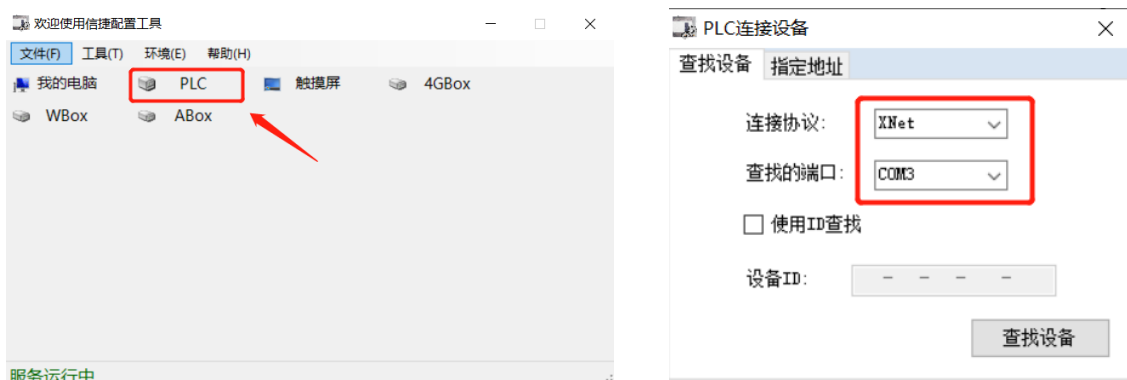 欢迎使用信捷配置工具
文件(F) 工具(T) 环境(E) 帮助(H)
我的电脑 PLC 触摸屏 4GBox
WBox ABox
服务运行中
PLC连接设备
查找设备 指定地址
连接协议: XNet
查找的端口: COM3
使用ID查找
设备ID: - - - -
查找设备